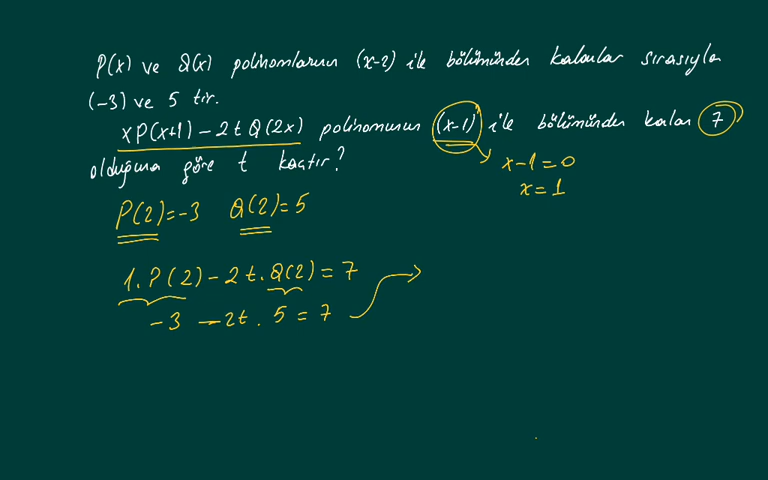 P(x) ve Q(x) polinomlarının (x-2) ile bölümünden kalanlar sırasıyla
(-3) ve 5 tir.
xP(x+1) - 2tQ(2x) polinomunun (x-1) ile bölümünden kalan 7
olduğuna göre t kaçtır?
x-1=0
x=1
P(2)=-3 Q(2)=5
1.P(2) - 2t.Q(2) = 7
-3 -2t . 5 = 7